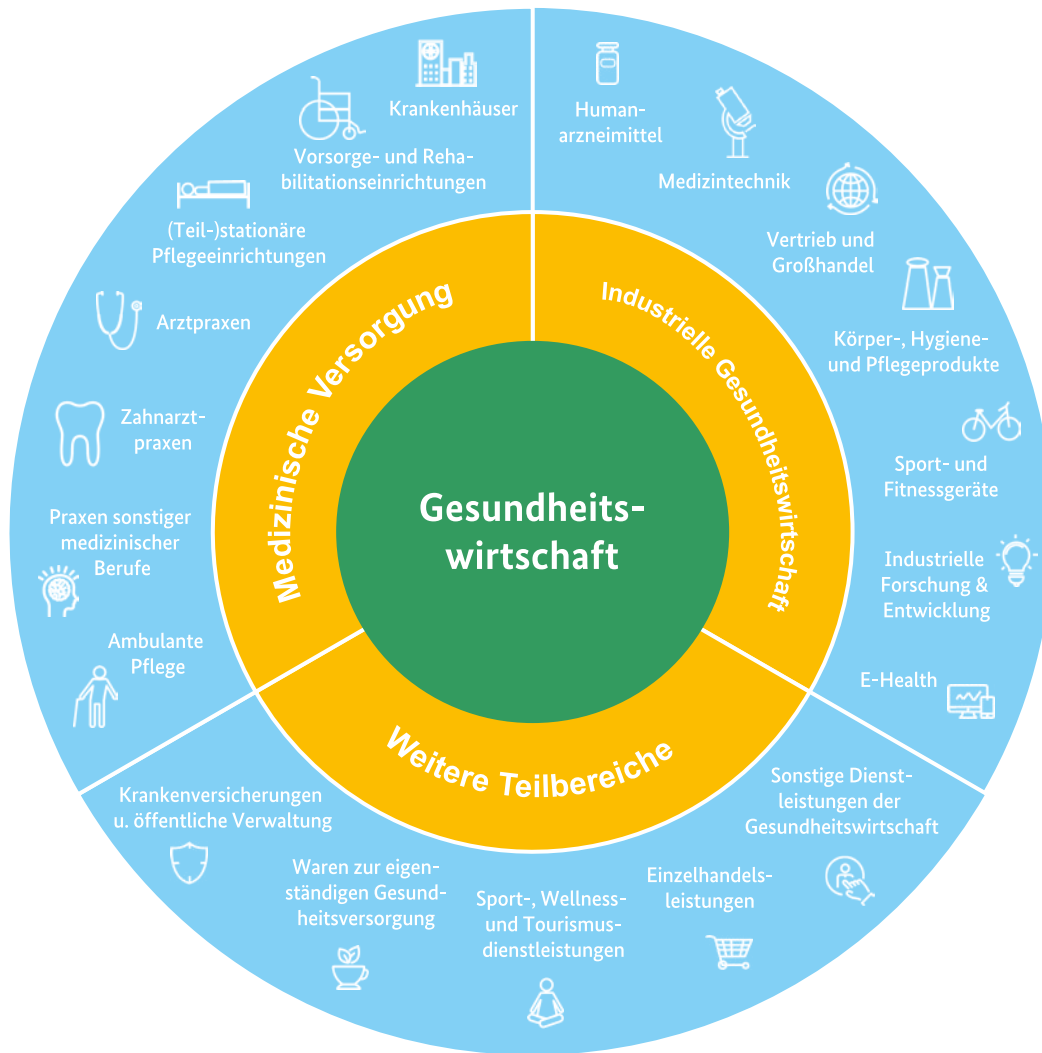 Gesundheits-
wirtschaft
Medizinische Versorgung
Krankenhäuser
Vorsorge- und Reha-
bilitationseinrichtungen
(Teil-)stationäre
Pflegeeinrichtungen
Arztpraxen
Zahnarzt-
praxen
Praxen sonstiger
medizinischer
Berufe
Ambulante
Pflege
Industrielle Gesundheitswirtschaft
Human-
arzneimittel
Medizintechnik
Vertrieb und
Großhandel
Körper-, Hygiene-
und Pflegeprodukte
Sport- und
Fitnessgeräte
Industrielle
Forschung &
Entwicklung
E-Health
Weitere Teilbereiche
Krankenversicherungen
u. öffentliche Verwaltung
Waren zur eigen-
ständigen Gesund-
heitsversorgung
Sport-, Wellness-
und Tourismus-
dienstleistungen
Einzelhandels-
leistungen
Sonstige Dienst-
leistungen der
Gesundheitswirtschaft